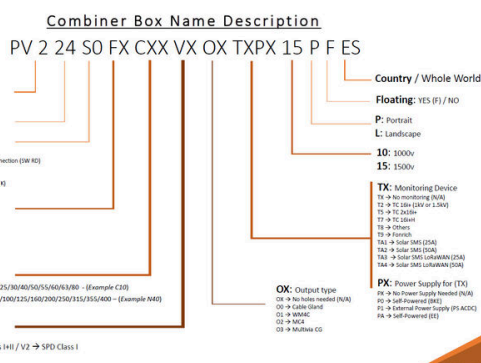 Combiner Box Name Description
PV 2 24 S0 FX CXX VX OX TXPX 15 P F ES
Country / Whole World
Floating: YES (F) / NO
P: Portrait
L: Landscape
10: 1000v
15: 1500v
nection (SW RD)
K)
TX: Monitoring Device
TX → No monitoring (N/A)
T2 → TC 16I+ (1kV or 1.5kV)
T5 → TC 2x16I+
T7 → TC 16I+H
T8 → Others
T9 → Fonrich
TA1 → Solar SMS (25A)
TA2 → Solar SMS (50A)
TA3 → Solar SMS LoRaWAN (25A)
TA4 → Solar SMS LoRaWAN (50A)
PX: Power Supply for (TX)
PX → No Power Supply Needed (N/A)
P0 → Self-Powered (BKE)
P1 → External Power Supply (PS ACDC)
PA → Self-Powered (EE)
25/30/40/50/55/60/63/80 - (Example C10)
/100/125/160/200/250/315/355/400 – (Example N40)
OX: Output type
OX → No holes needed (N/A)
O0 → Cable Gland
O1 → WM4C
O2 → MC4
O3 → Multivia CG
s I+II / V2 → SPD Class I